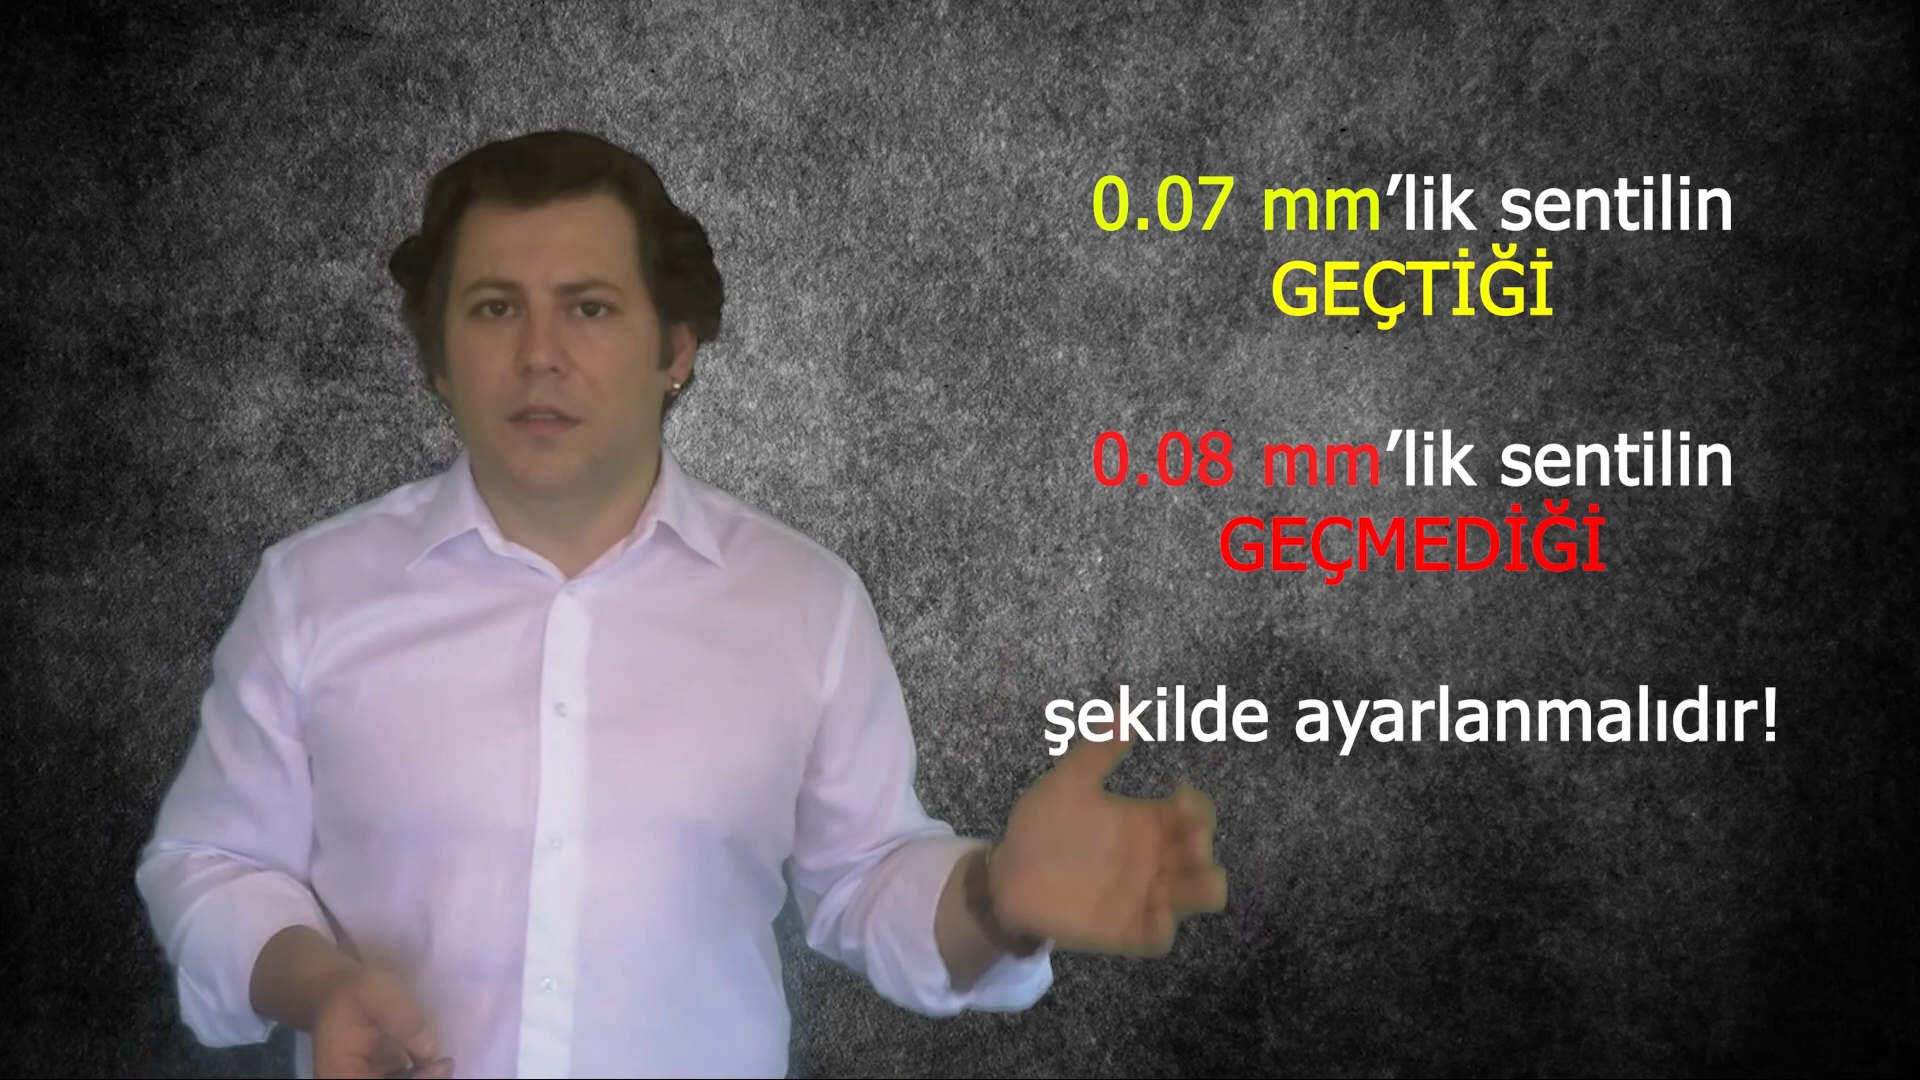 0.07 mm’lik sentilin
GEÇTİĞİ
0.08 mm’lik sentilin
GEÇMEDİĞİ
şekilde ayarlanmalıdır!